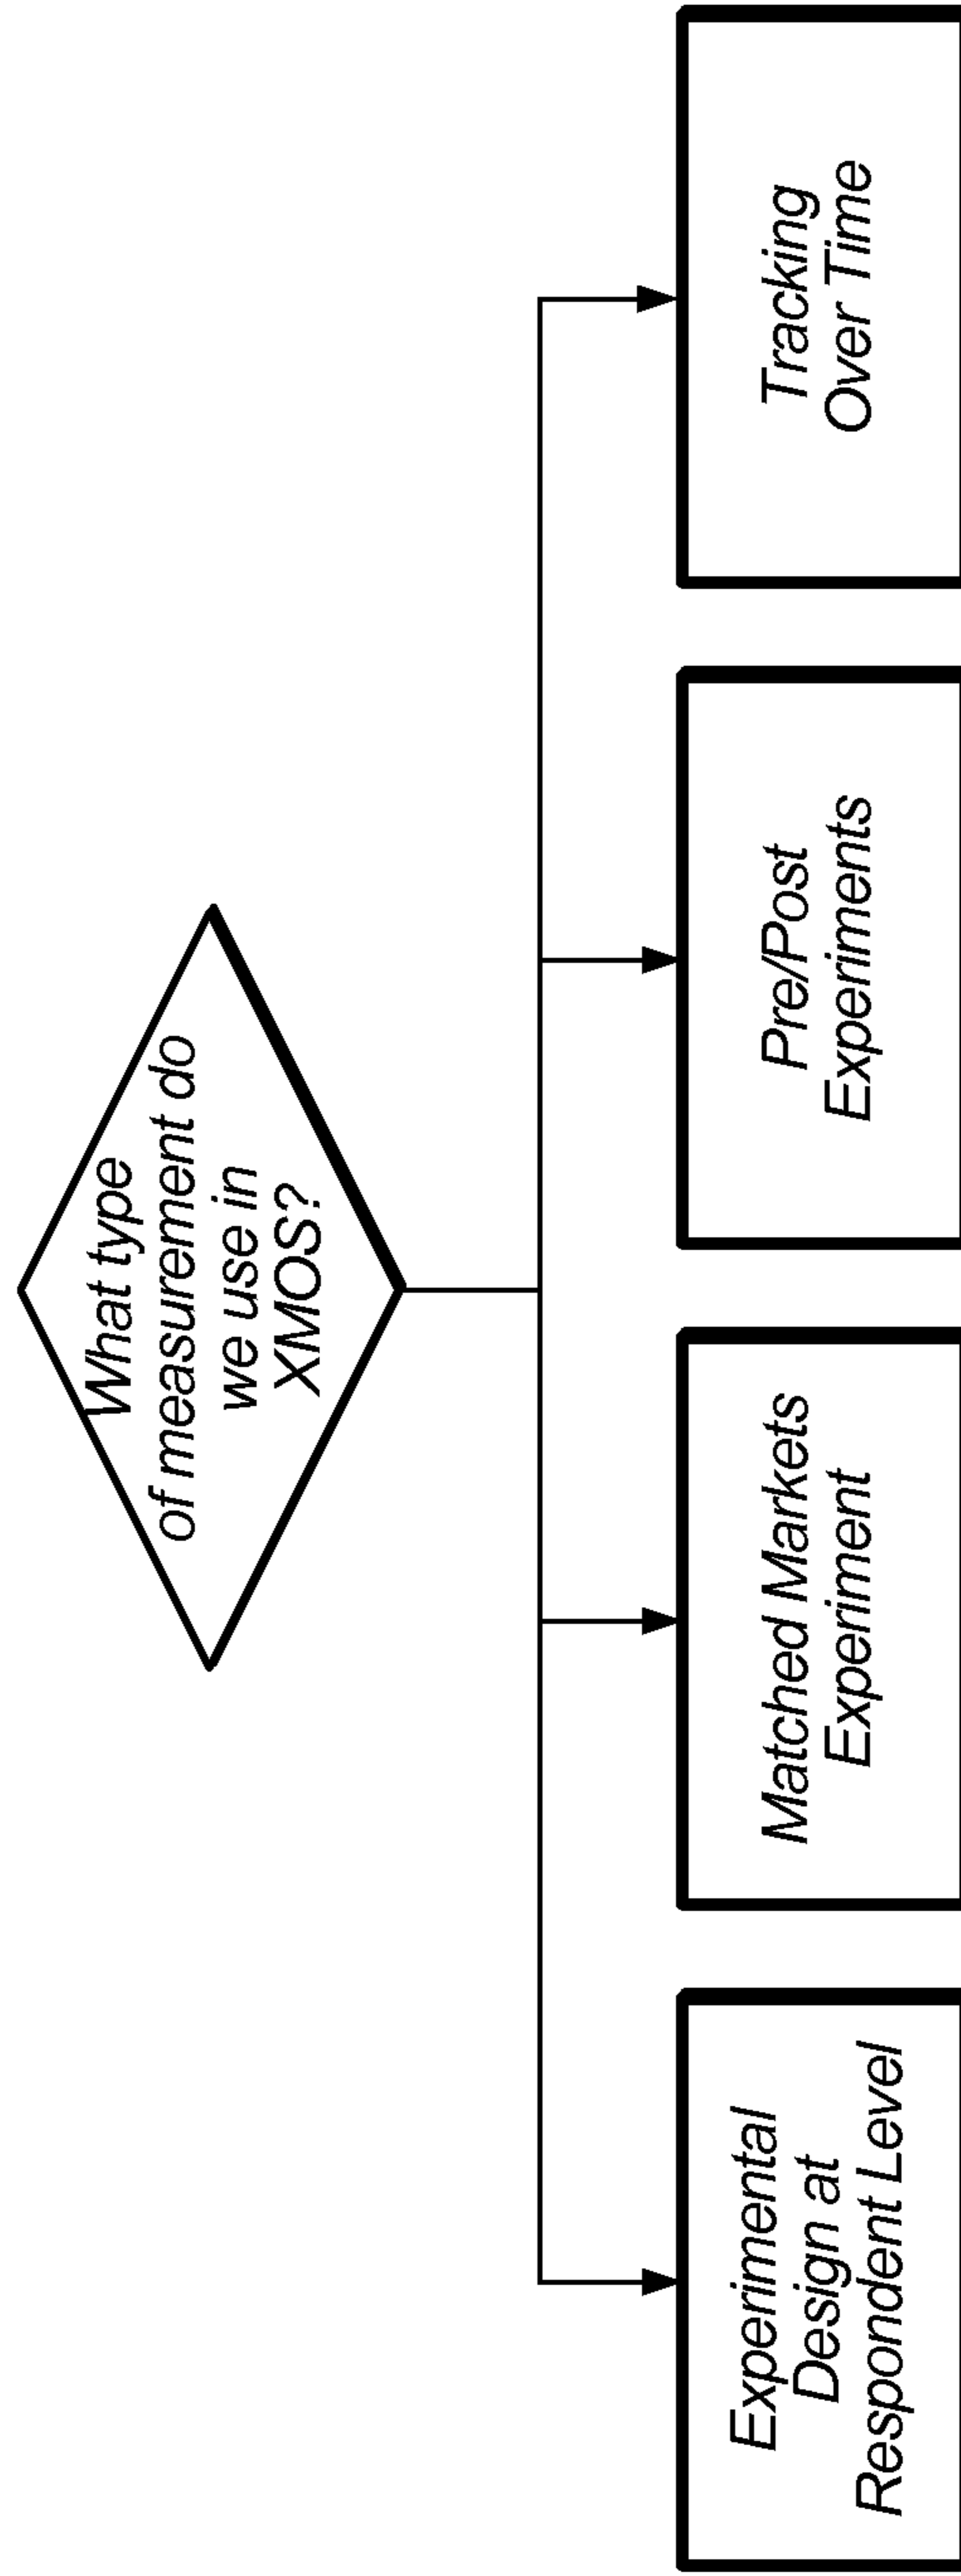 What type
of measurement do
we use in
XMOS?
Experimental
Design at
Respondent Level
Matched Markets
Experiment
Pre/Post
Experiments
Tracking
Over Time